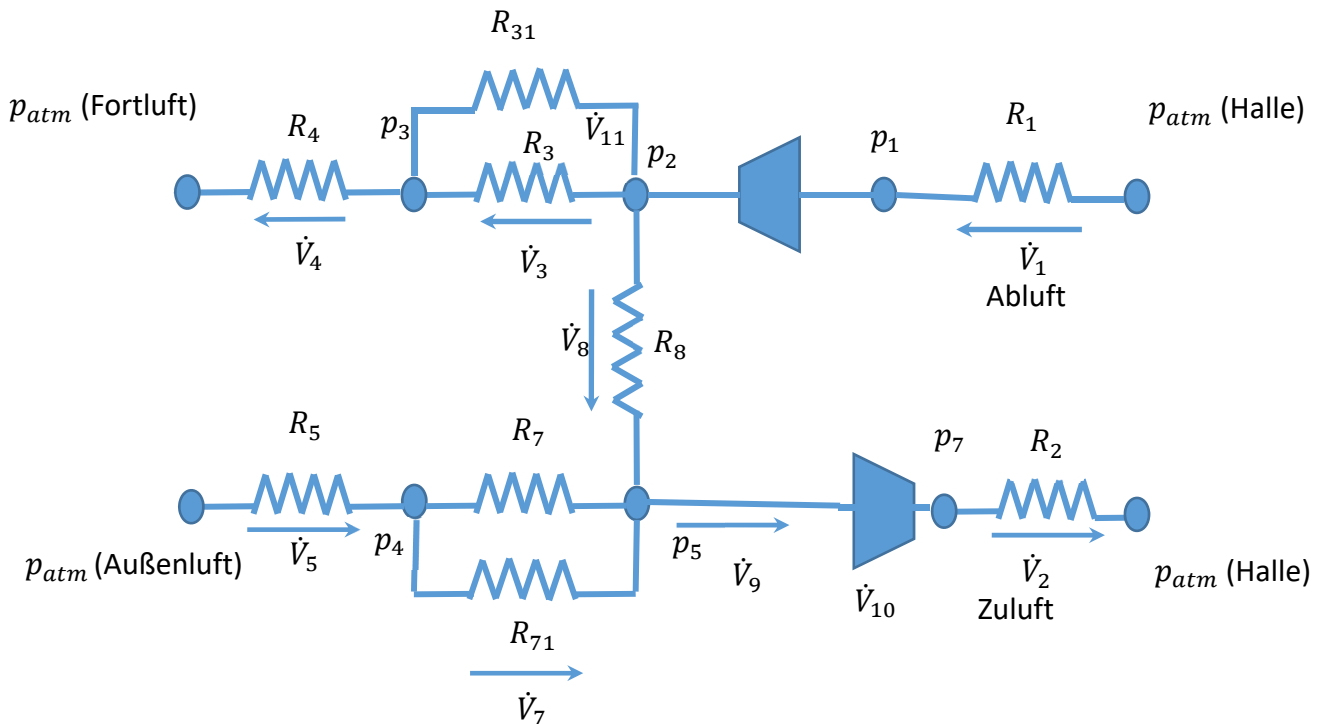 R₃₁
p_atm (Fortluft)
R₄
p₃
V̇₁₁
R₃
p₂
p₁
R₁
p_atm (Halle)
V̇₄
V̇₃
V̇₁
Abluft
V̇₈
R₈
R₅
R₇
p₇
R₂
p_atm (Außenluft)
V̇₅
p₄
p₅
V̇₉
V̇₁₀
V̇₂
Zuluft
p_atm (Halle)
R₇₁
V̇₇